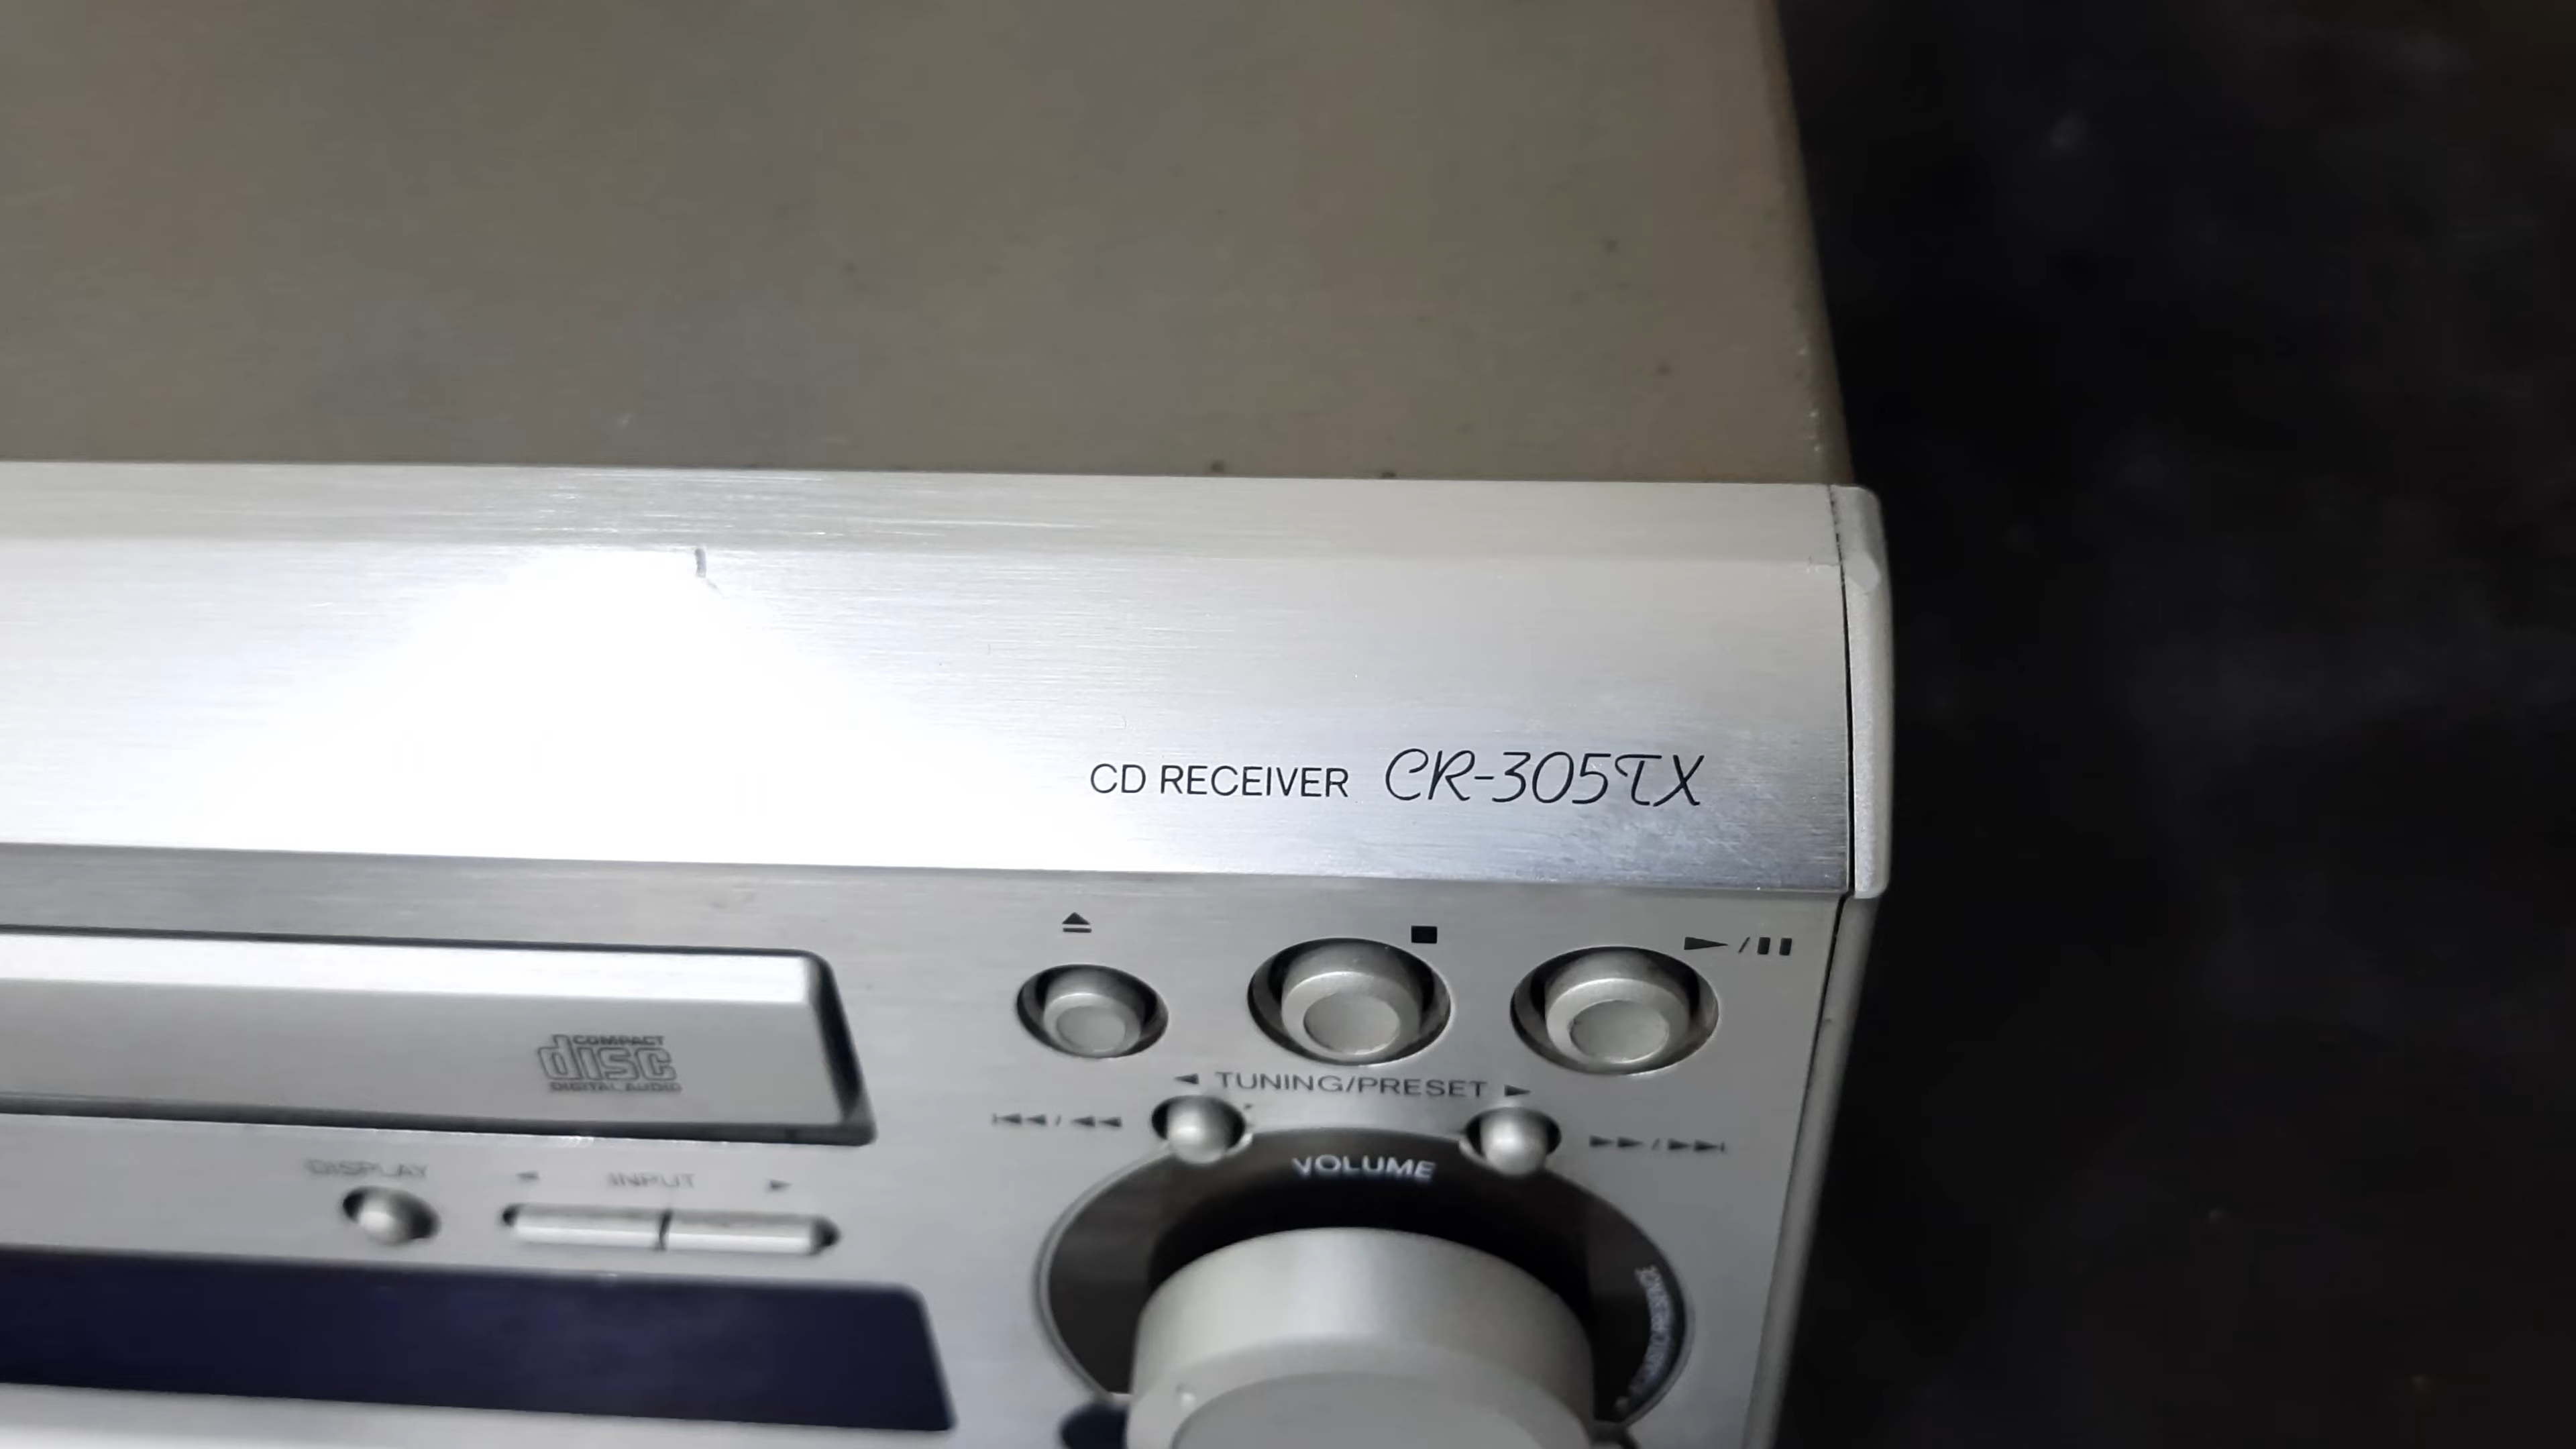 CD RECEIVER CR-305TX
COMPACT
disc
DIGITAL AUDIO
TUNING/PRESET
DISPLAY
INPUT
VOLUME